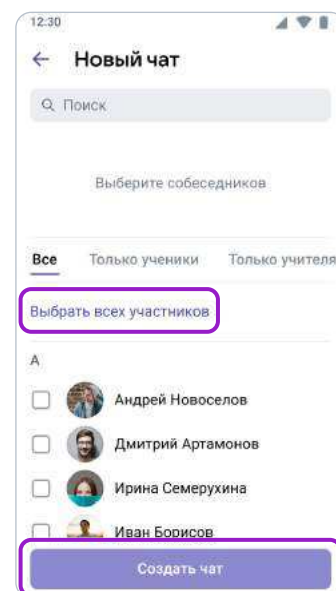 12:30
Новый чат
Поиск
Выберите собеседников
Все Только ученики Только учителя
Выбрать всех участников
А
Андрей Новоселов
Дмитрий Артамонов
Ирина Семерухина
Иван Борисов
Создать чат